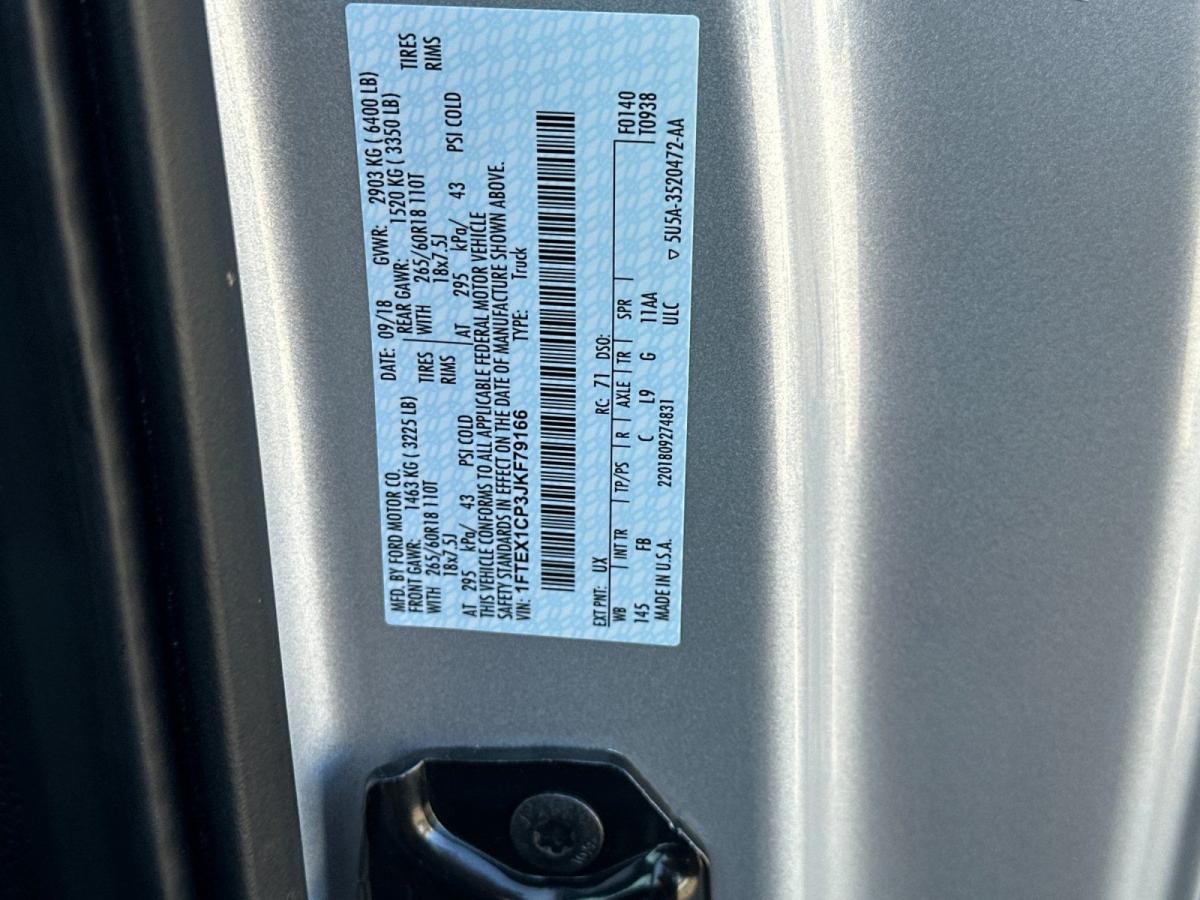 MFD. BY FORD MOTOR CO.
DATE: 09/18 GVWR: 2903 KG ( 6400 LB)
FRONT GAWR: 1463 KG ( 3225 LB)
REAR GAWR: 1520 KG ( 3350 LB)
WITH 265/60R18 110T TIRES
WITH 265/60R18 110T TIRES
18x7.5J RIMS
18x7.5J RIMS
AT 295 kPa/ 43 PSI COLD
AT 295 kPa/ 43 PSI COLD
THIS VEHICLE CONFORMS TO ALL APPLICABLE FEDERAL MOTOR VEHICLE
SAFETY STANDARDS IN EFFECT ON THE DATE OF MANUFACTURE SHOWN ABOVE.
VIN: 1FTEX1CP3JKF79166 TYPE: Truck
EXT PNT: UX RC: 71 DSO:
WB INT TR TP/PS R AXLE TR SPR F0140
145 FB C L9 G 11AA T0938
MADE IN U.S.A. 2201809274831 ULC
▽ 5U5A-3520472-AA